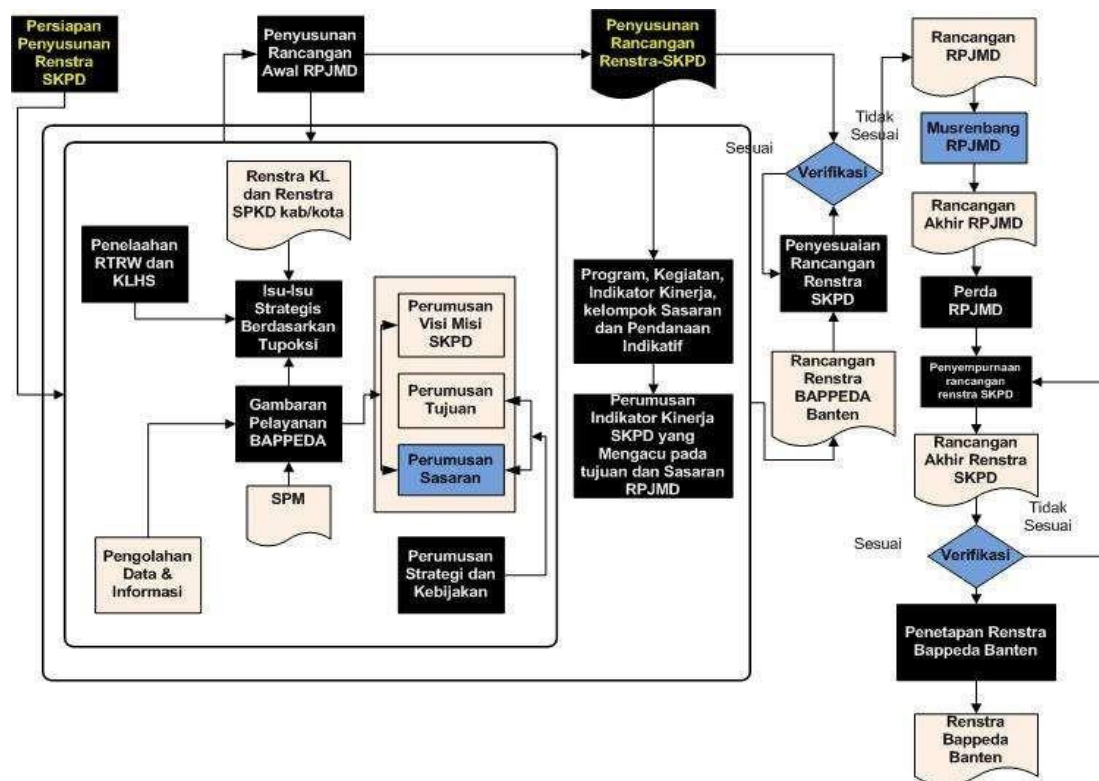 Persiapan
Penyusunan
Renstra
SKPD
Penyusunan
Rancangan
Awal RPJMD
Penyusunan
Rancangan
Renstra-SKPD
Rancangan
RPJMD
Tidak
Sesuai
Sesuai
Verifikasi
Musrenbang
RPJMD
Rancangan
Akhir RPJMD
Renstra KL
dan Renstra
SPKD kab/kota
Penelaahan
RTRW dan
KLHS
Isu-Isu
Strategis
Berdasarkan
Tupoksi
Perumusan
Visi Misi
SKPD
Program, Kegiatan,
Indikator Kinerja,
kelompok Sasaran
dan Pendanaan
Indikatif
Penyesuaian
Rancangan
Renstra
SKPD
Perda
RPJMD
Gambaran
Pelayanan
BAPPEDA
Perumusan
Tujuan
Perumusan
Sasaran
Perumusan
Indikator Kinerja
SKPD yang
Mengacu pada
tujuan dan Sasaran
RPJMD
Rancangan
Renstra
BAPPEDA
Banten
Penyempurnaan
rancangan
renstra SKPD
Rancangan
Akhir Renstra
SKPD
SPM
Pengolahan
Data &
Informasi
Perumusan
Strategi dan
Kebijakan
Tidak
Sesuai
Sesuai
Verifikasi
Penetapan Renstra
Bappeda Banten
Renstra
Bappeda
Banten